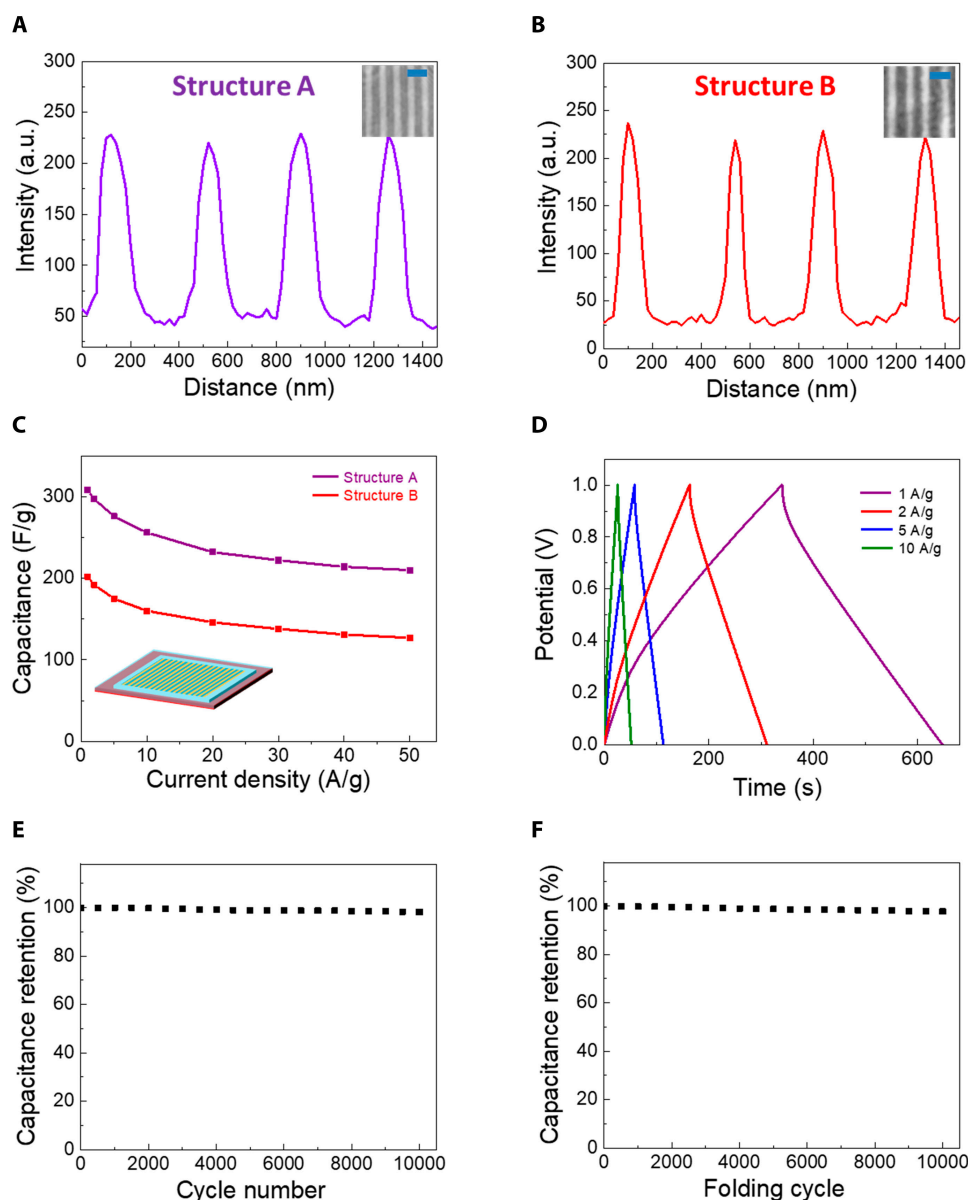 A
Structure A
Intensity (a.u.)
300
250
200
150
100
50
0 200 400 600 800 1000 1200 1400
Distance (nm)
B
Structure B
Intensity (a.u.)
300
250
200
150
100
50
0
0 200 400 600 800 1000 1200 1400
Distance (nm)
C
Structure A
Structure B
Capacitance (F/g)
300
200
100
0
0 10 20 30 40 50
Current density (A/g)
D
1 A/g
2 A/g
5 A/g
10 A/g
Potential (V)
1.0
0.8
0.6
0.4
0.2
0.0
0 200 400 600
Time (s)
E
Capacitance retention (%)
100
80
60
40
20
0
0 2000 4000 6000 8000 10000
Cycle number
F
Capacitance retention (%)
100
80
60
40
20
0
0 2000 4000 6000 8000 10000
Folding cycle